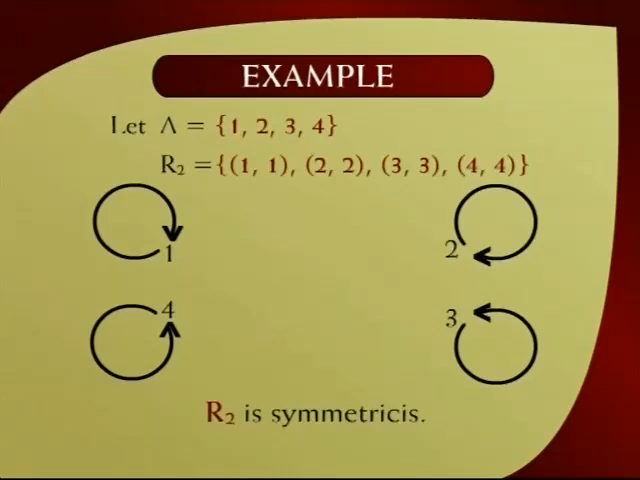 EXAMPLE
Let A = {1, 2, 3, 4}
R₂ ={(1, 1), (2, 2), (3, 3), (4, 4)}
1
2
4
3
R₂ is symmetricis.